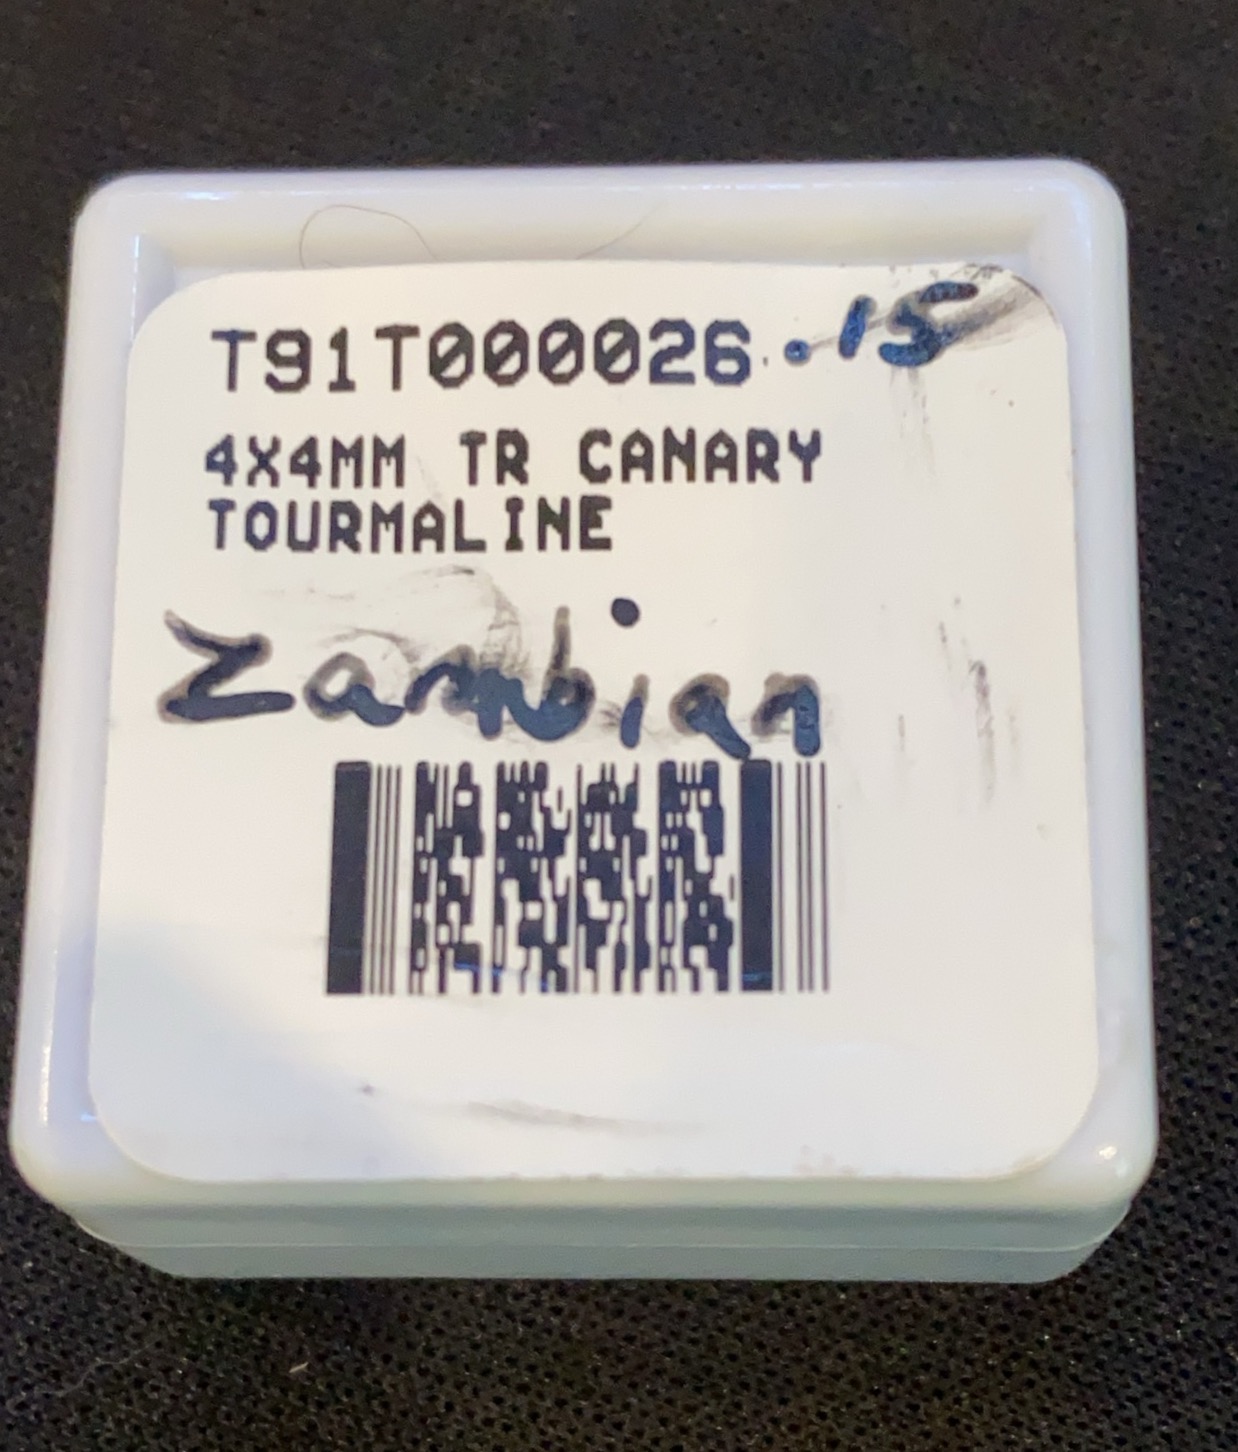 T91T000026 .15
4X4MM TR CANARY
TOURMALINE
Zambian